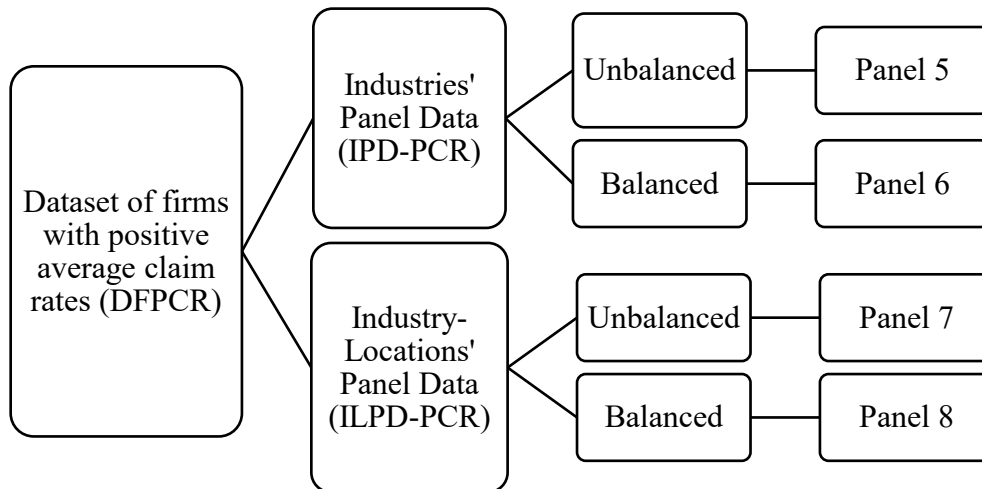 Dataset of firms
with positive
average claim
rates (DFPCR)
Industries'
Panel Data
(IPD-PCR)
Unbalanced
Panel 5
Balanced
Panel 6
Industry-
Locations'
Panel Data
(ILPD-PCR)
Unbalanced
Panel 7
Balanced
Panel 8